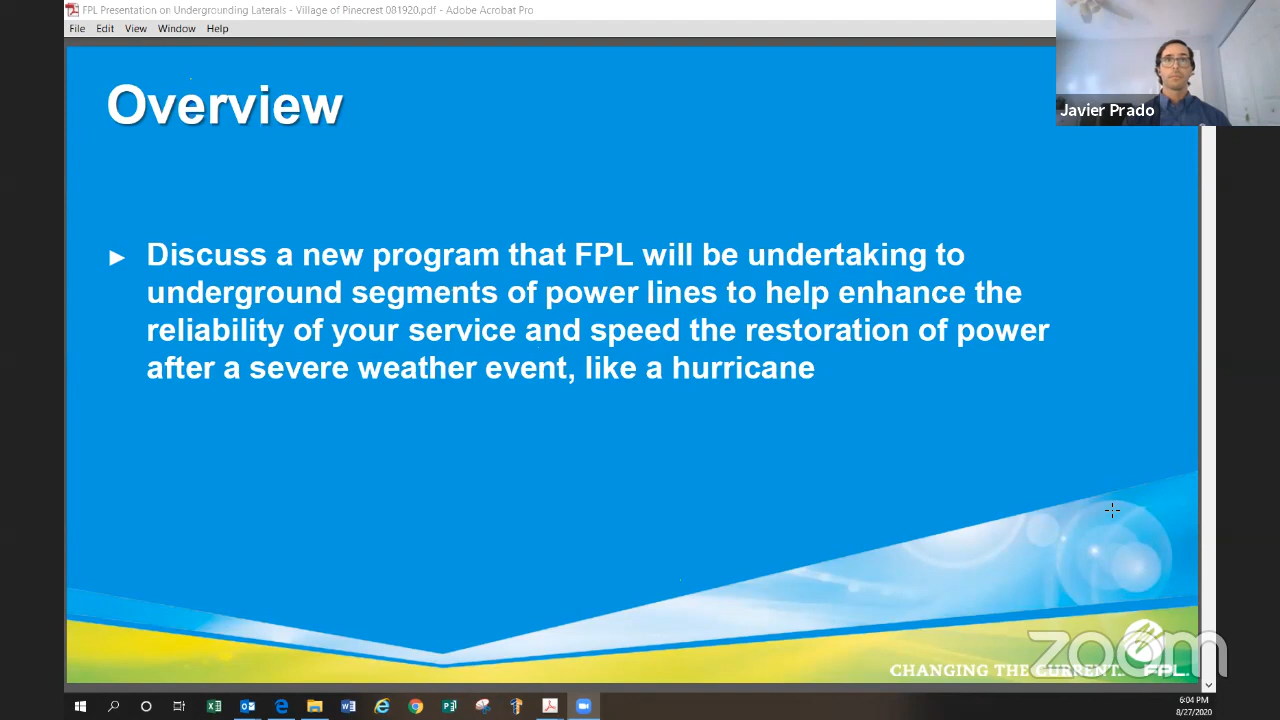 FPL Presentation on Undergrounding Laterals - Village of Pinecrest 081920.pdf - Adobe Acrobat Pro
File Edit View Window Help
Javier Prado
Overview
► Discuss a new program that FPL will be undertaking to
underground segments of power lines to help enhance the
reliability of your service and speed the restoration of power
after a severe weather event, like a hurricane
zoom
CHANGING THE CURRENT. FPL.
6:04 PM
8/27/2020